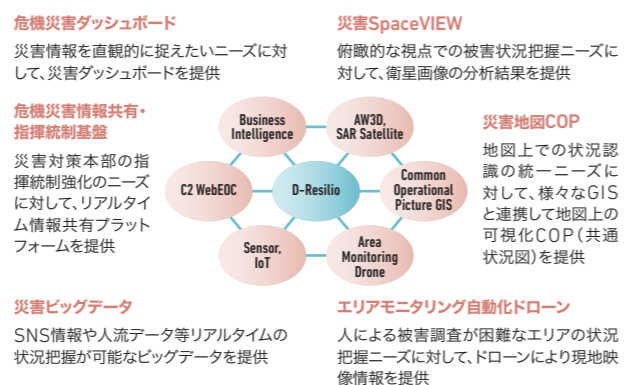 危機災害ダッシュボード
災害情報を直観的に捉えたいニーズに対
して、災害ダッシュボードを提供
災害SpaceVIEW
俯瞰的な視点での被害状況把握ニーズに
対して、衛星画像の分析結果を提供
危機災害情報共有・
指揮統制基盤
災害対策本部の指
揮統制強化のニーズ
に対して、リアルタイ
ム情報共有プラット
フォームを提供
Business
Intelligence
AW3D,
SAR Satellite
C2 WebEOC
D-Resilio
Common
Operational
Picture GIS
Sensor,
IoT
Area
Monitoring
Drone
災害地図COP
地図上での状況認
識の統一ニーズに
対して、様々なGIS
と連携して地図上の
可視化COP(共通
状況図)を提供
災害ビッグデータ
SNS情報や人流データ等リアルタイムの
状況把握が可能なビッグデータを提供
エリアモニタリング自動化ドローン
人による被害調査が困難なエリアの状況
把握ニーズに対して、ドローンにより現地映
像情報を提供